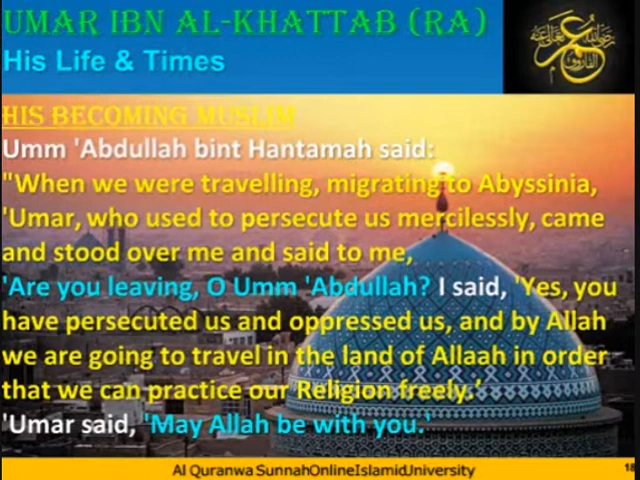 UMAR IBN AL-KHATTAB (RA)
His Life & Times
HIS BECOMING MUSLIM
Umm 'Abdullah bint Hantamah said:
"When we were travelling, migrating to Abyssinia,
'Umar, who used to persecute us mercilessly, came
and stood over me and said to me,
'Are you leaving, O Umm 'Abdullah? I said, 'Yes, you
have persecuted us and oppressed us, and by Allah
we are going to travel in the land of Allaah in order
that we can practice our Religion freely.'
'Umar said, 'May Allah be with you.'
Al Quranwa SunnahOnlineIslamidUniversity